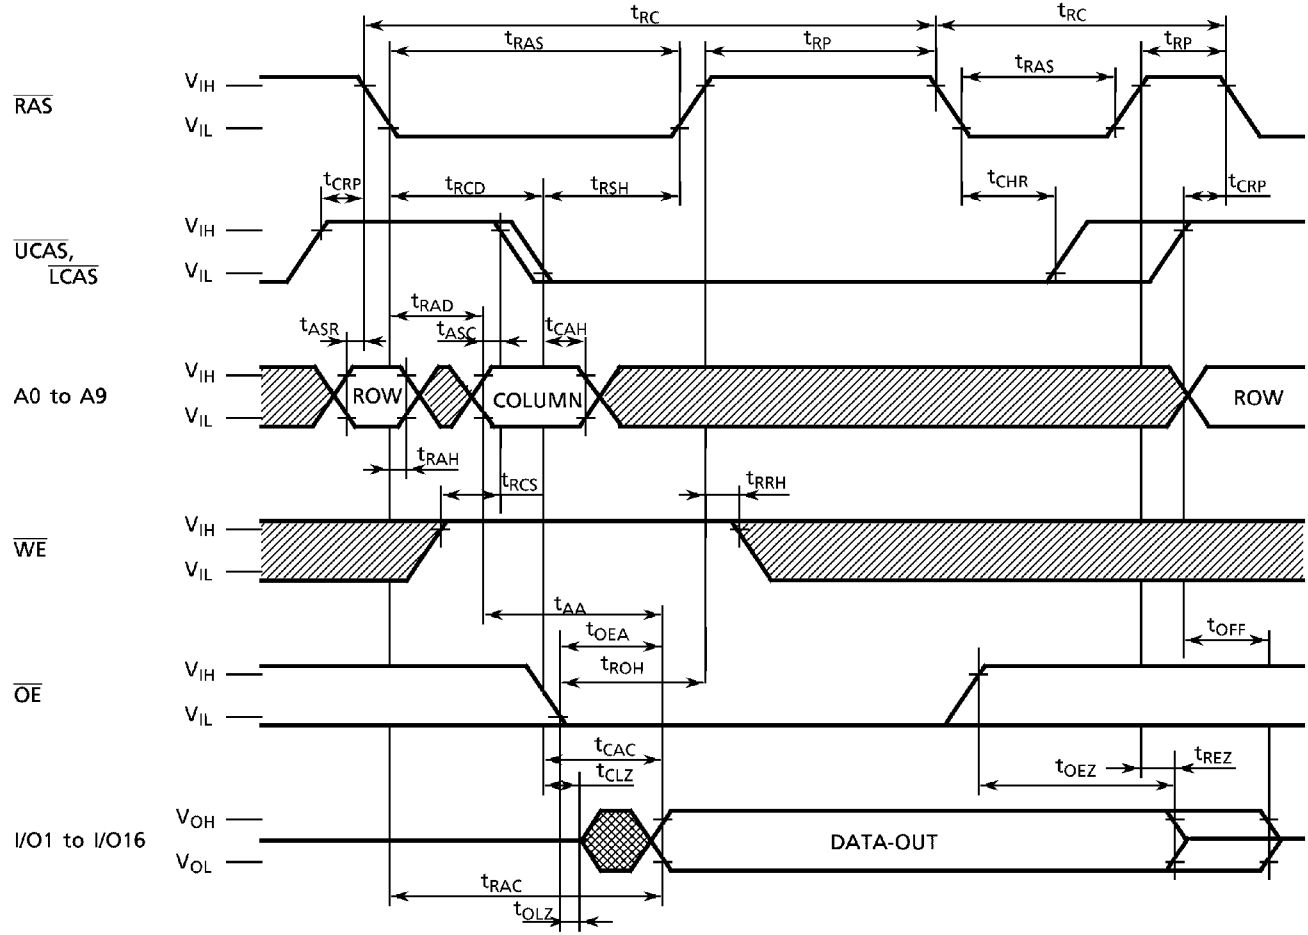 tRC tRC
tRAS tRP tRP
tRAS
RAS VIH
VIL
tCRP tRCD tRSH tCHR tCRP
UCAS, VIH
LCAS VIL
tRAD
tASR tASC tCAH
A0 to A9 VIH
VIL
ROW COLUMN ROW
tRAH
tRCS tRRH
WE VIH
VIL
tAA
tOEA tOFF
tROH
OE VIH
VIL
tCAC
tCLZ tOEZ tREZ
I/O1 to I/O16 VOH
VOL
DATA-OUT
tRAC
tOLZ